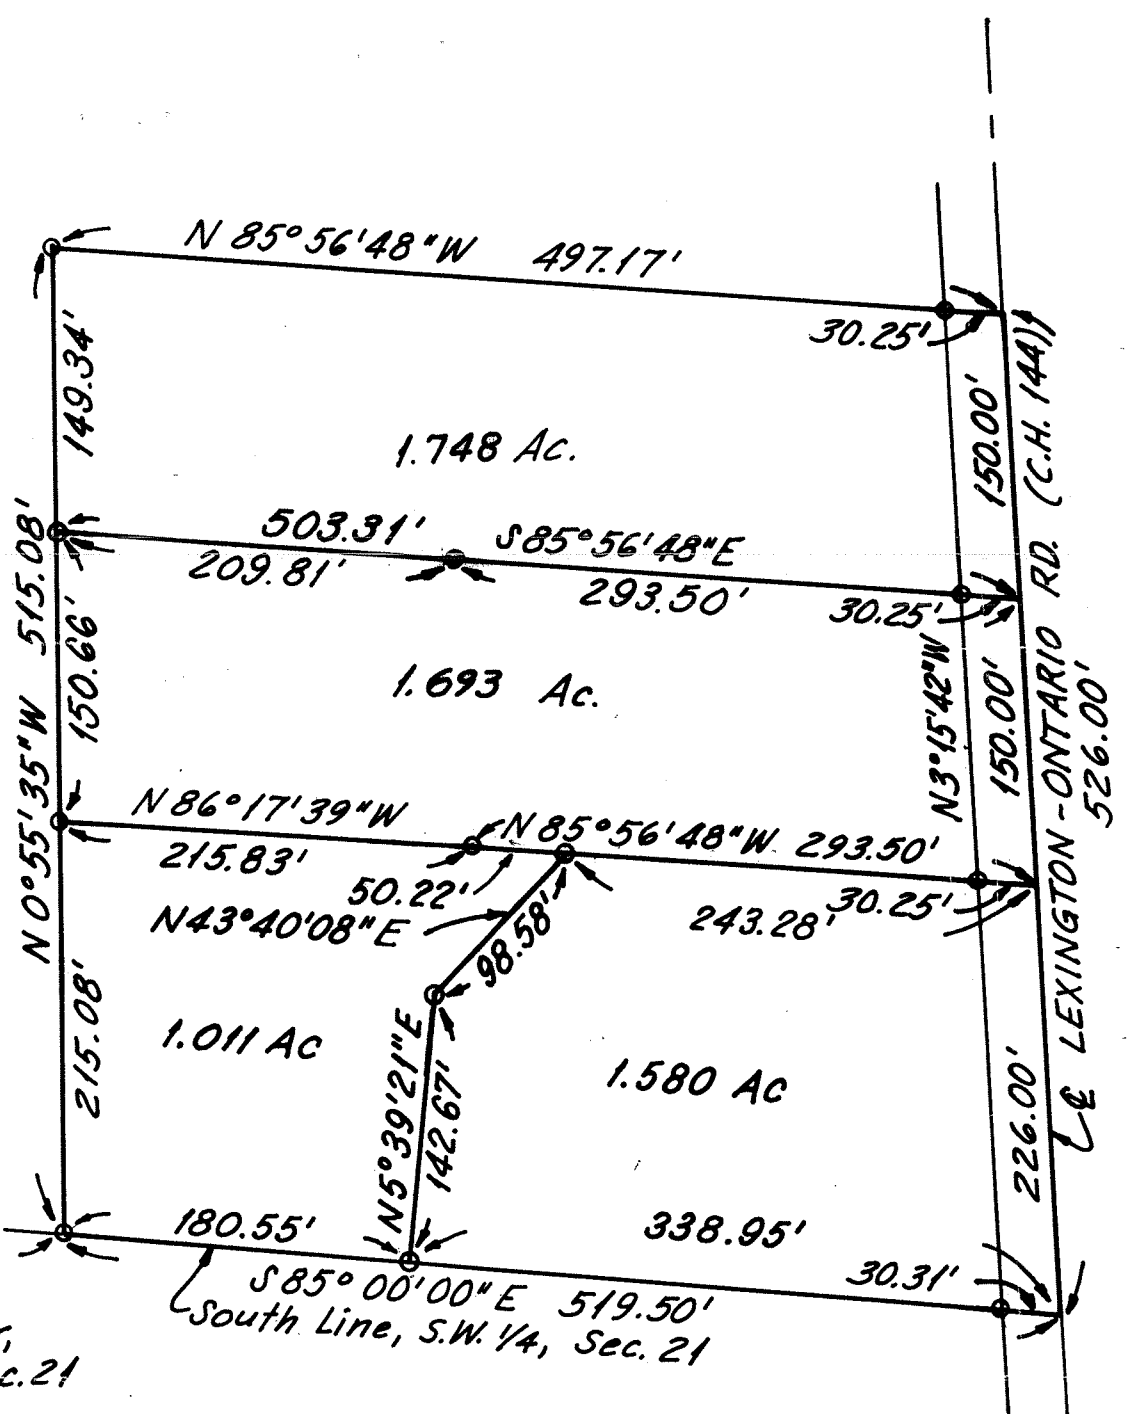 N 85°56'48"W 497.17'
30.25'
149.34'
150.00'
(C.H. 144)
1.748 Ac.
503.31' S 85°56'48"E
209.81' 293.50' 30.25'
N 0°55'35"W 515.08'
150.66'
1.693 Ac.
N3°15'42"W
150.00'
LEXINGTON-ONTARIO RD.
526.00'
N 86°17'39"W N 85°56'48"W 293.50'
215.83' 50.22' 243.28' 30.25'
N43°40'08"E
98.58'
215.08'
1.011 Ac
N5°39'21"E
142.67'
1.580 Ac
226.00'
℄
180.55' 338.95'
30.31'
S 85°00'00"E 519.50'
South Line, S.W. 1/4, Sec. 21
c. 21